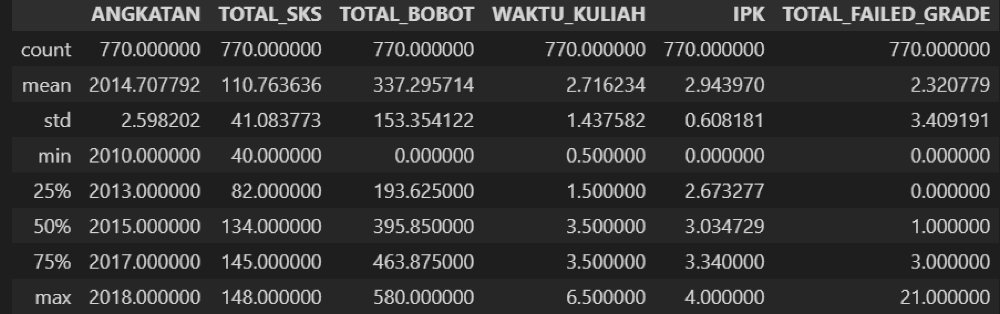 ANGKATAN TOTAL_SKS TOTAL_BOBOT WAKTU_KULIAH IPK TOTAL_FAILED_GRADE
count 770.000000 770.000000 770.000000 770.000000 770.000000 770.000000
mean 2014.707792 110.763636 337.295714 2.716234 2.943970 2.320779
std 2.598202 41.083773 153.354122 1.437582 0.608181 3.409191
min 2010.000000 40.000000 0.000000 0.500000 0.000000 0.000000
25% 2013.000000 82.000000 193.625000 1.500000 2.673277 0.000000
50% 2015.000000 134.000000 395.850000 3.500000 3.034729 1.000000
75% 2017.000000 145.000000 463.875000 3.500000 3.340000 3.000000
max 2018.000000 148.000000 580.000000 6.500000 4.000000 21.000000